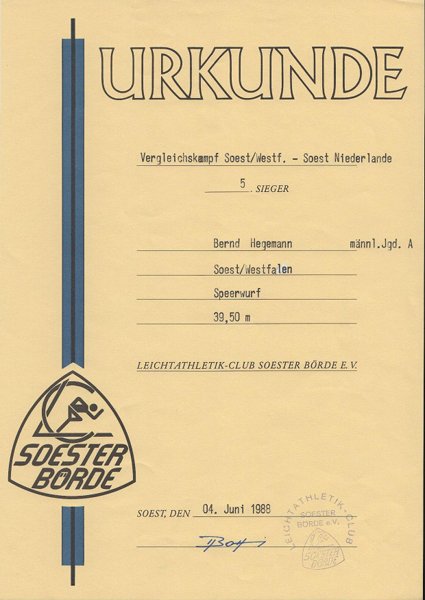 URKUNDE
Vergleichskampf Soest/Westf. - Soest Niederlande
5. SIEGER
Bernd Hegemann männl.Jgd. A
Soest/Westfalen
Speerwurf
39,50 m
LEICHTATHLETIK-CLUB SOESTER BÖRDE E.V.
SOESTER
BÖRDE
SOEST, DEN 04. Juni 1988
LEICHTATHLETIK-CLUB
SOESTER
BÖRDE e.V.
SOESTER
BÖRDE